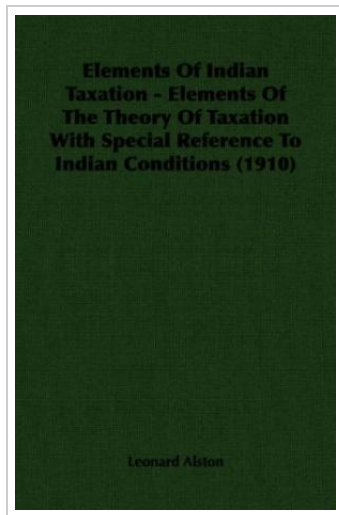 Elements Of Indian
Taxation - Elements Of
The Theory Of Taxation
With Special Reference To
Indian Conditions (1910)
Leonard Alston